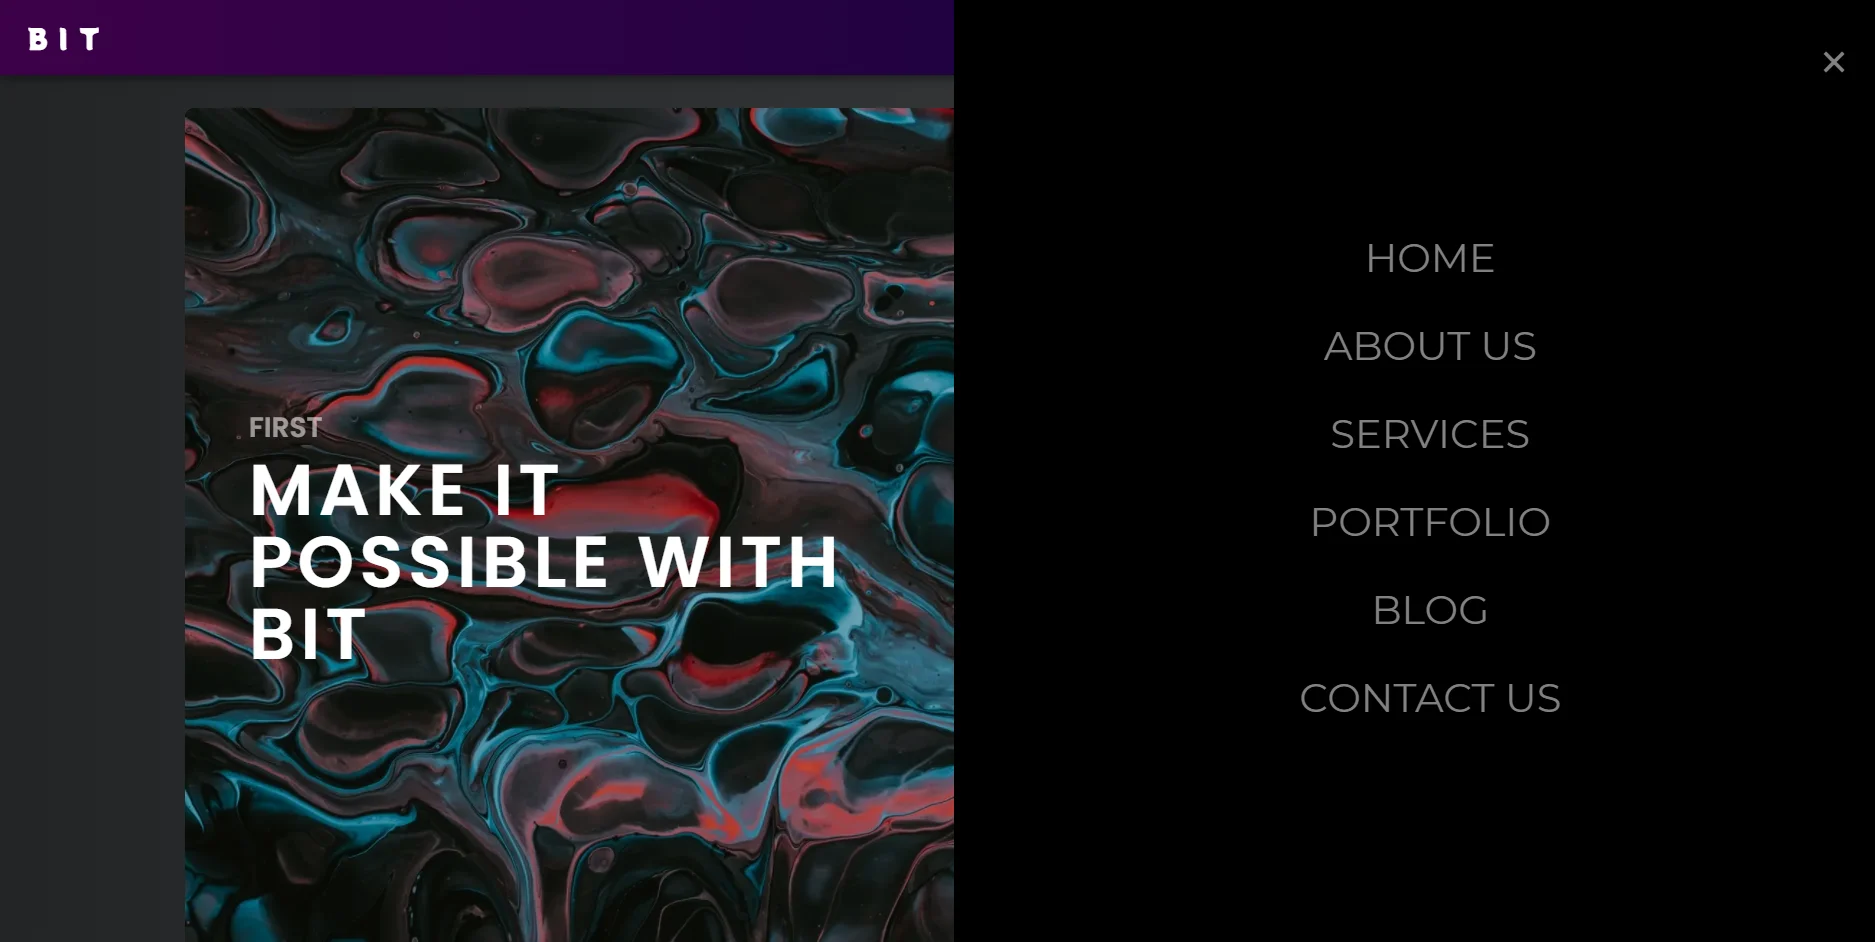 BIT
×
FIRST
MAKE IT
POSSIBLE WITH
BIT
HOME
ABOUT US
SERVICES
PORTFOLIO
BLOG
CONTACT US